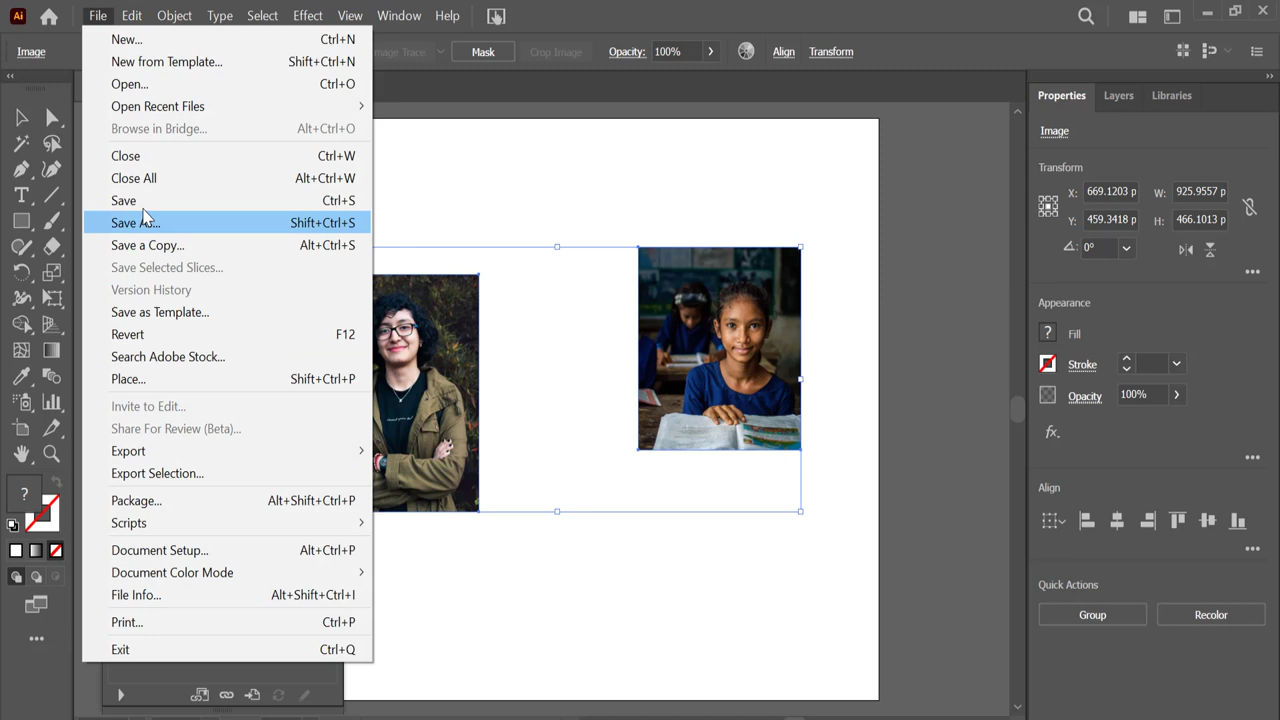 Ai File Edit Object Type Select Effect View Window Help
Image Image Trace Mask Crop Image Opacity: 100% Align Transform
New... Ctrl+N
New from Template... Shift+Ctrl+N
Open... Ctrl+O
Open Recent Files
Browse in Bridge... Alt+Ctrl+O
Close Ctrl+W
Close All Alt+Ctrl+W
Save Ctrl+S
Save As... Shift+Ctrl+S
Save a Copy... Alt+Ctrl+S
Save Selected Slices...
Version History
Save as Template...
Revert F12
Search Adobe Stock...
Place... Shift+Ctrl+P
Invite to Edit...
Share For Review (Beta)...
Export
Export Selection...
Package... Alt+Shift+Ctrl+P
Scripts
Document Setup... Alt+Ctrl+P
Document Color Mode
File Info... Alt+Shift+Ctrl+I
Print... Ctrl+P
Exit Ctrl+Q
?
Properties Layers Libraries
Image
Transform
X: 669.1203 p W: 925.9557 p
Y: 459.3418 p H: 466.1013 p
0°
Appearance
? Fill
Stroke
Opacity 100%
fx.
Align
Quick Actions
Group Recolor